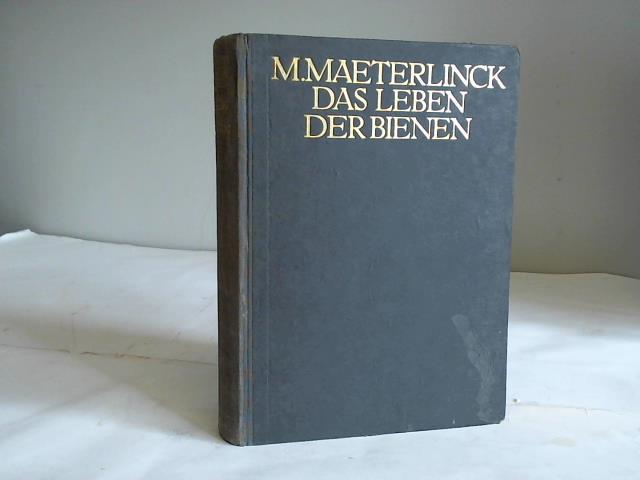 M. MAETERLINCK
DAS LEBEN
DER BIENEN